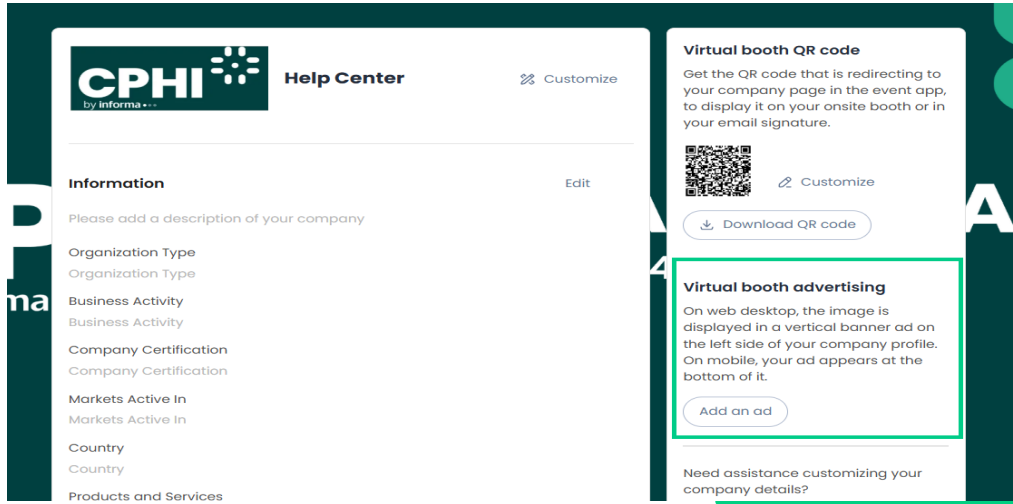 CPHI
by informa
Help Center
Customize
Information
Edit
Please add a description of your company
Organization Type
Organization Type
Business Activity
Business Activity
Company Certification
Company Certification
Markets Active In
Markets Active In
Country
Country
Products and Services
Virtual booth QR code
Get the QR code that is redirecting to
your company page in the event app,
to display it on your onsite booth or in
your email signature.
Customize
Download QR code
Virtual booth advertising
On web desktop, the image is
displayed in a vertical banner ad on
the left side of your company profile.
On mobile, your ad appears at the
bottom of it.
Add an ad
Need assistance customizing your
company details?